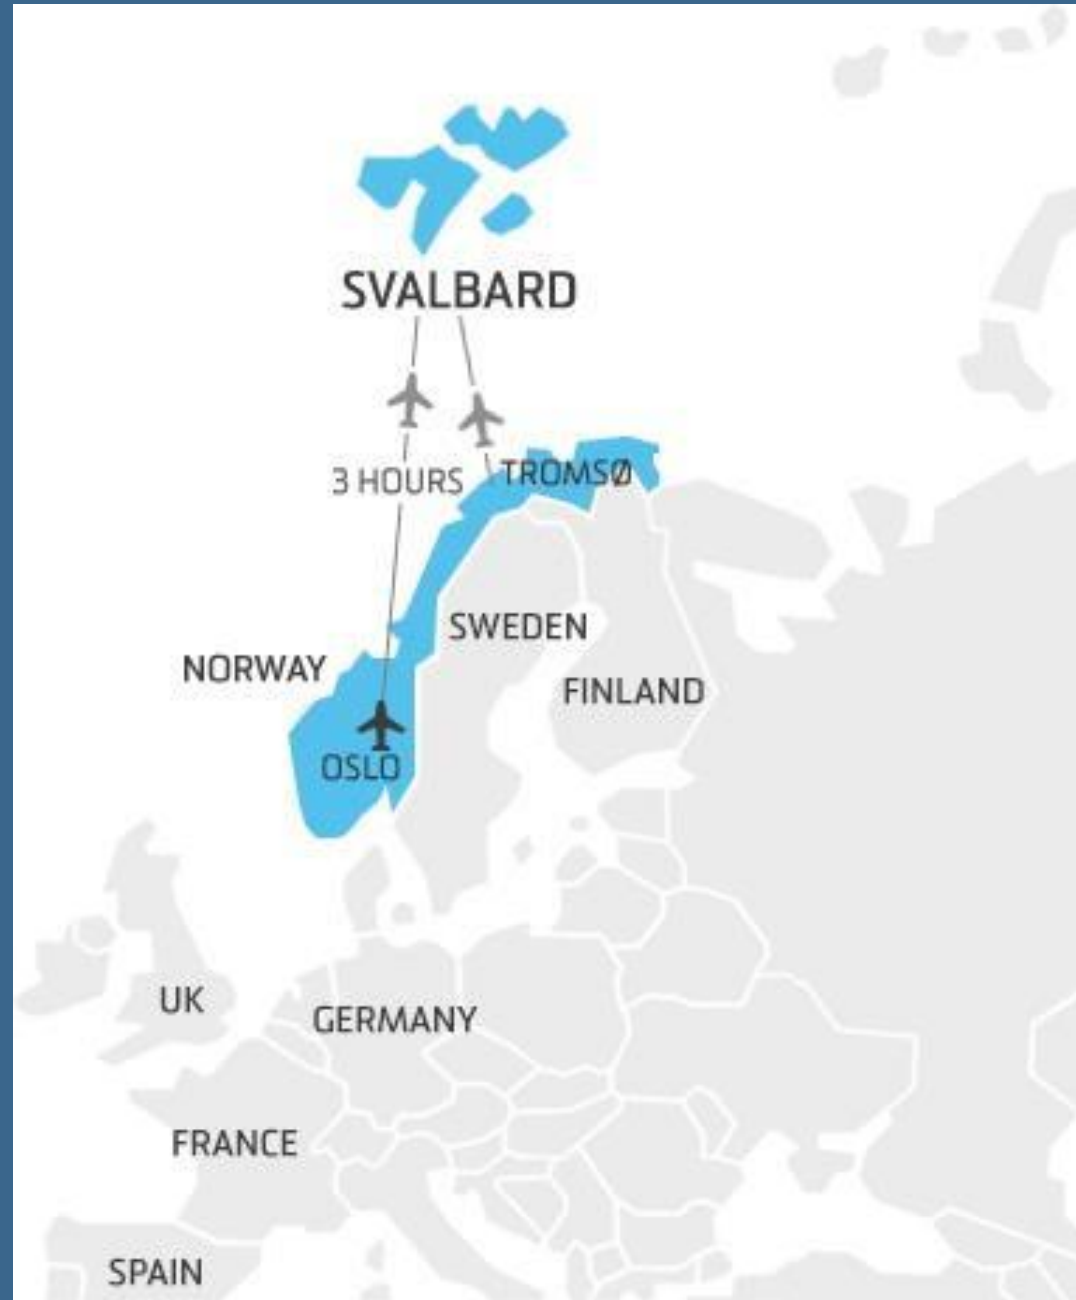 SVALBARD
3 HOURS
TROMSØ
SWEDEN
NORWAY
FINLAND
OSLO
UK
GERMANY
FRANCE
SPAIN